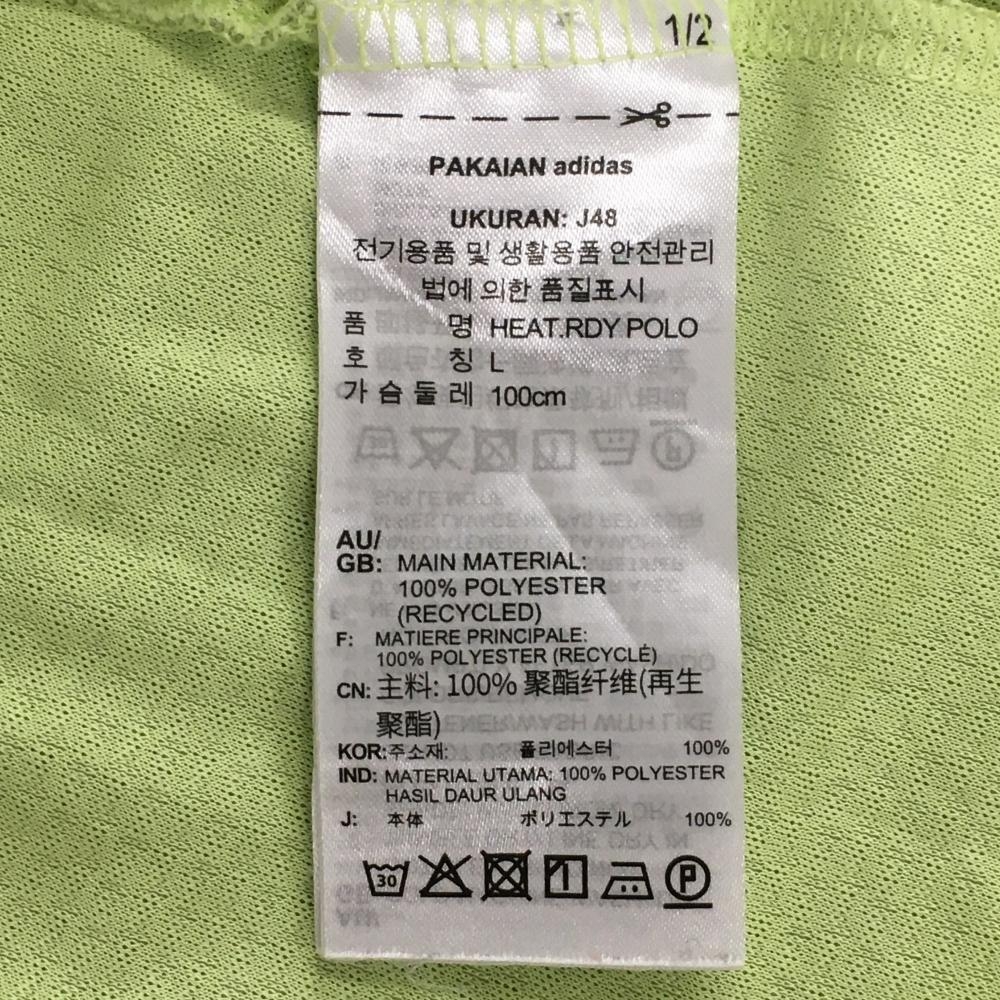 1/2
PAKAIAN adidas
UKURAN: J48
전기용품 및 생활용품 안전관리
법에 의한 품질표시
품 명 HEAT.RDY POLO
호 칭 L
가 슴 둘 레 100cm
AU/
GB: MAIN MATERIAL:
100% POLYESTER
(RECYCLED)
F: MATIERE PRINCIPALE:
100% POLYESTER (RECYCLÉ)
CN: 主料: 100% 聚酯纤维(再生
聚酯)
KOR: 주소재: 폴리에스터 100%
IND: MATERIAL UTAMA: 100% POLYESTER
HASIL DAUR ULANG
J: 本体 ポリエステル 100%
30 P